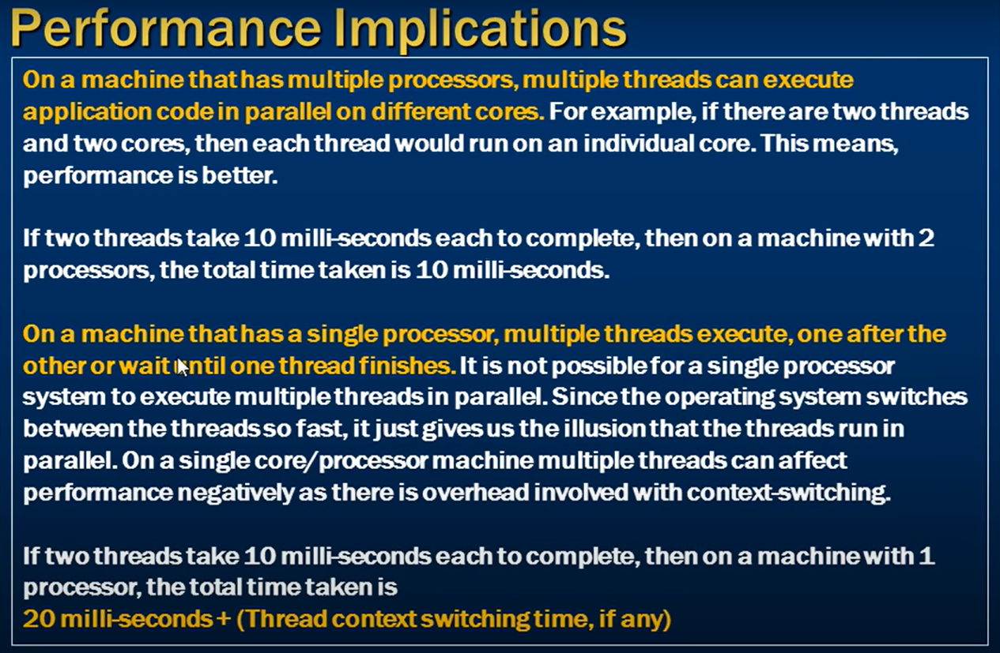 Performance Implications
On a machine that has multiple processors, multiple threads can execute
application code in parallel on different cores. For example, if there are two threads
and two cores, then each thread would run on an individual core. This means,
performance is better.
If two threads take 10 milli-seconds each to complete, then on a machine with 2
processors, the total time taken is 10 milli-seconds.
On a machine that has a single processor, multiple threads execute, one after the
other or wait until one thread finishes. It is not possible for a single processor
system to execute multiple threads in parallel. Since the operating system switches
between the threads so fast, it just gives us the illusion that the threads run in
parallel. On a single core/processor machine multiple threads can affect
performance negatively as there is overhead involved with context-switching.
If two threads take 10 milli-seconds each to complete, then on a machine with 1
processor, the total time taken is
20 milli-seconds + (Thread context switching time, if any)